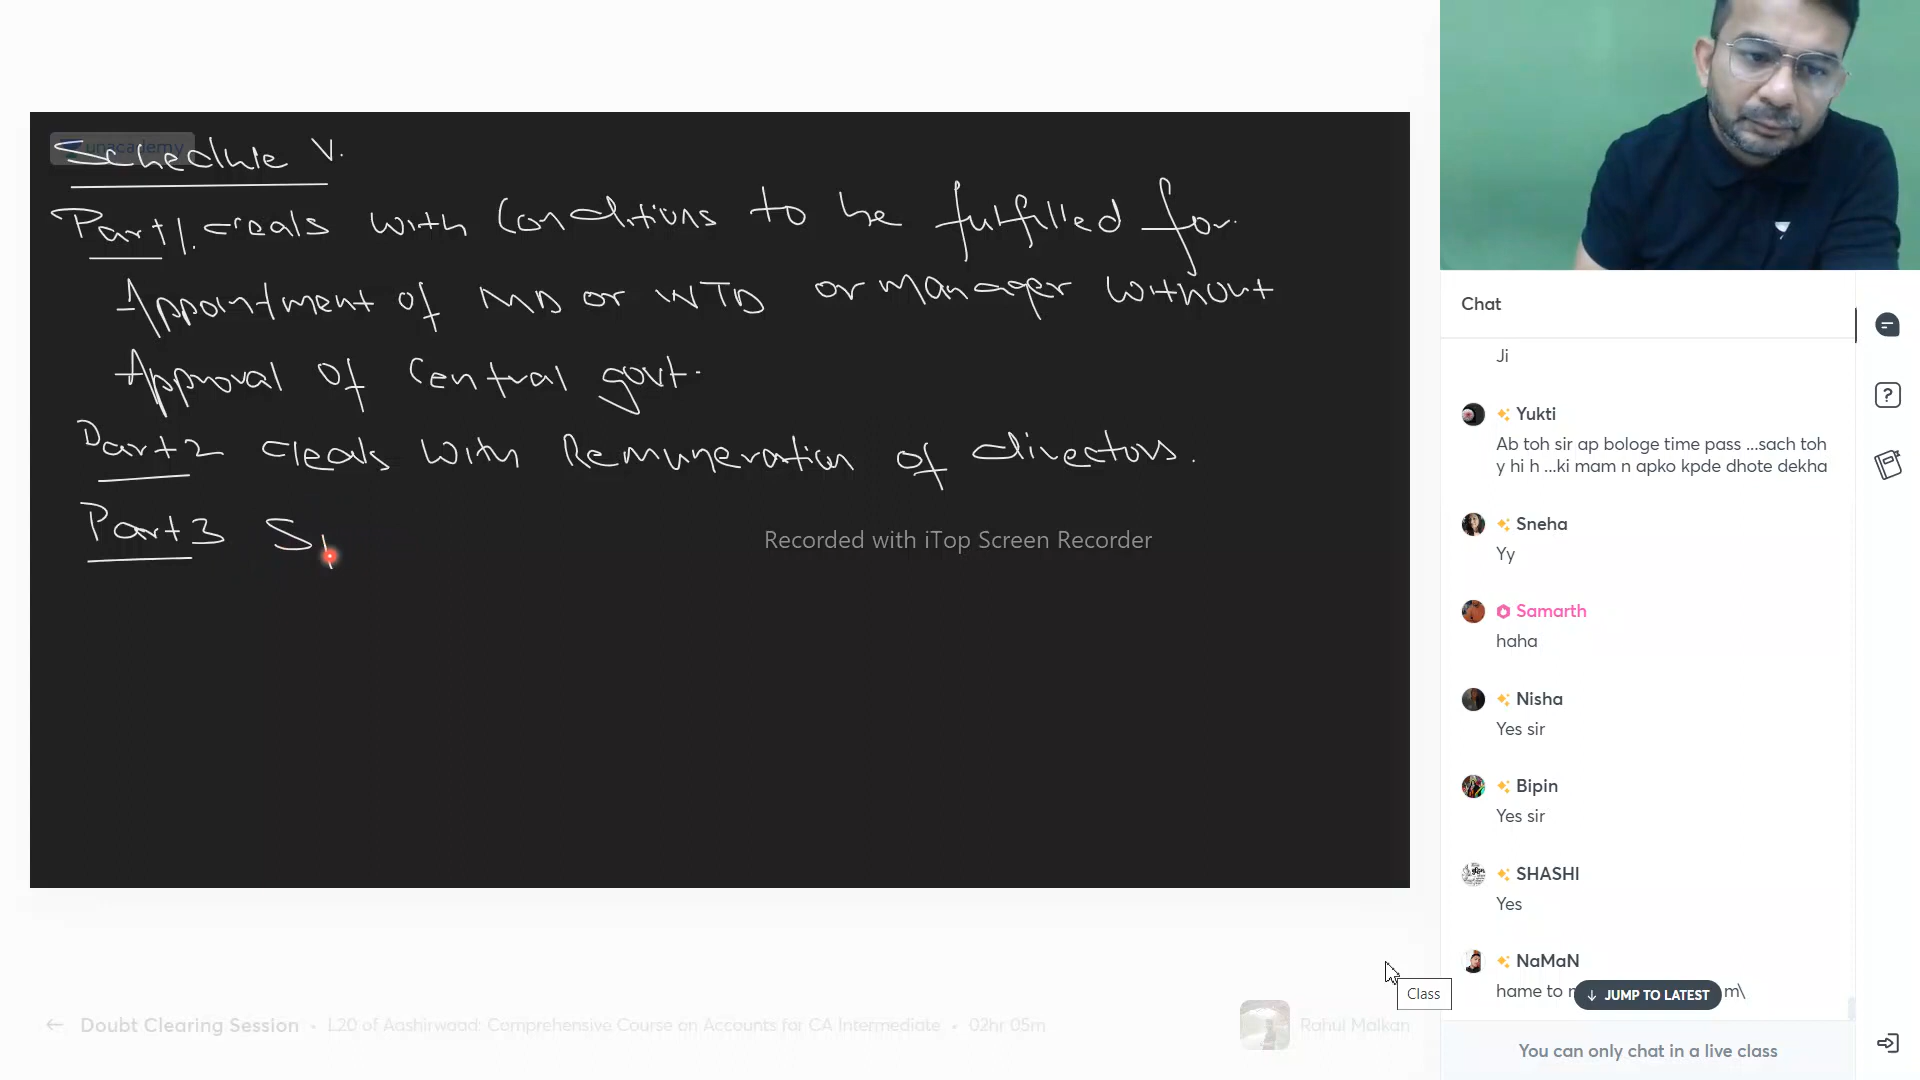 unacademy
Schedule V.
Part 1. deals with Conditions to be fulfilled for
Appointment of MD or WTD or manager without
Approval of Central govt.
Part 2 deals with Remuneration of directors.
Part 3 S
Recorded with iTop Screen Recorder
Doubt Clearing Session • L20 of Aashirwaad: Comprehensive Course on Accounts for CA Intermediate • 02hr 05m
Rahul Malkan
Class
Chat
Ji
Yukti
Ab toh sir ap bologe time pass ...sach toh
y hi h ...ki mam n apko kpde dhote dekha
Sneha
Yy
Samarth
haha
Nisha
Yes sir
Bipin
Yes sir
SHASHI
Yes
NaMaN
hame to m\
JUMP TO LATEST
You can only chat in a live class